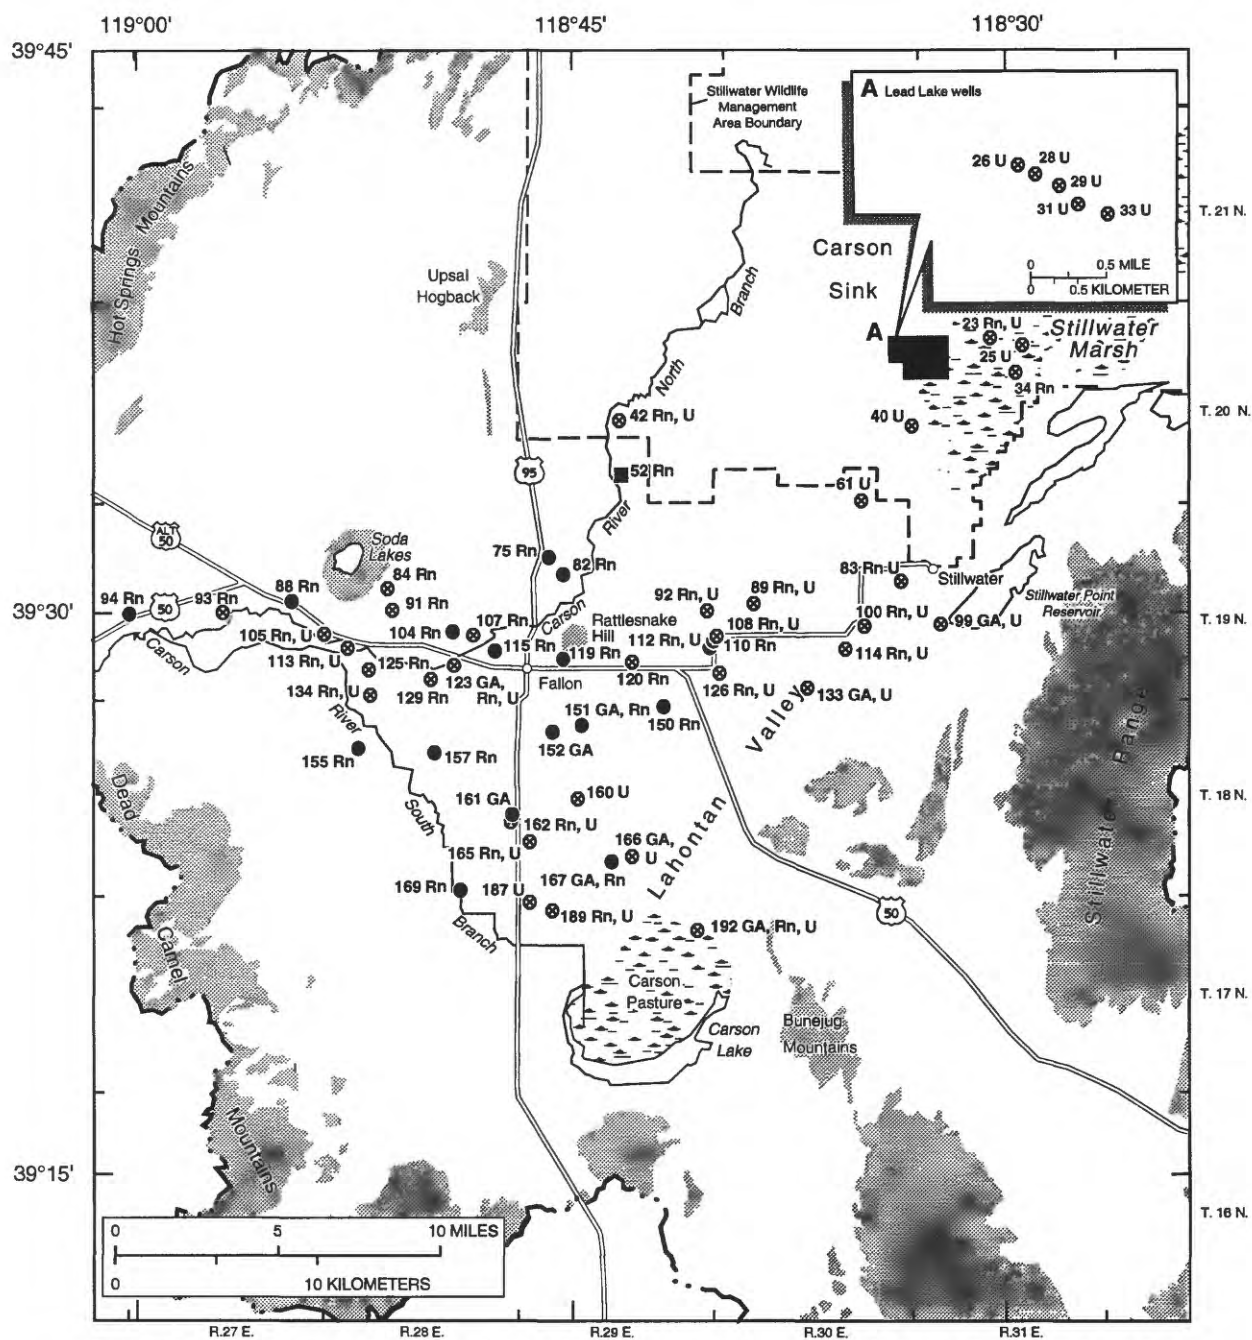 119°00'
118°45'
118°30'
39°45'
Stillwater Wildlife
Management
Area Boundary
A Lead Lake wells
26 U
28 U
29 U
31 U
33 U
0 0.5 MILE
0 0.5 KILOMETER
T. 21 N.
Hot Springs Mountains
Upsal
Hogback
Carson
Sink
North Branch
A
23 Rn, U
Stillwater
Marsh
25 U
34 Rn
T. 20 N.
42 Rn, U
40 U
95
52 Rn
61 U
ALT
50
Soda
Lakes
River
75 Rn
82 Rn
83 Rn U
Stillwater
84 Rn
88 Rn
94 Rn
50
93 Rn
91 Rn
92 Rn, U
89 Rn, U
Stillwater Point
Reservoir
39°30'
Carson
100 Rn, U
T. 19 N.
99 GA, U
104 Rn
107 Rn
Rattlesnake
Hill
108 Rn, U
105 Rn, U
115 Rn
112 Rn, U
110 Rn
Carson
113 Rn, U
125 Rn
119 Rn
114 Rn, U
Fallon
120 Rn
126 Rn, U
133 GA, U
134 Rn, U
129 Rn
123 GA,
Rn, U
River
151 GA, Rn
150 Rn
152 GA
155 Rn
157 Rn
Lahontan Valley
Stillwater Range
160 U
T. 18 N.
161 GA
162 Rn, U
South
166 GA,
U
165 Rn, U
167 GA, Rn
169 Rn
187 U
50
189 Rn, U
Branch
192 GA, Rn, U
Dead
Camel
Mountains
Carson
Pasture
T. 17 N.
Carson
Lake
Bunejug
Mountains
39°15'
T. 16 N.
0 5 10 MILES
0 10 KILOMETERS
R.27 E.
R.28 E.
R.29 E.
R.30 E.
R.31 E.